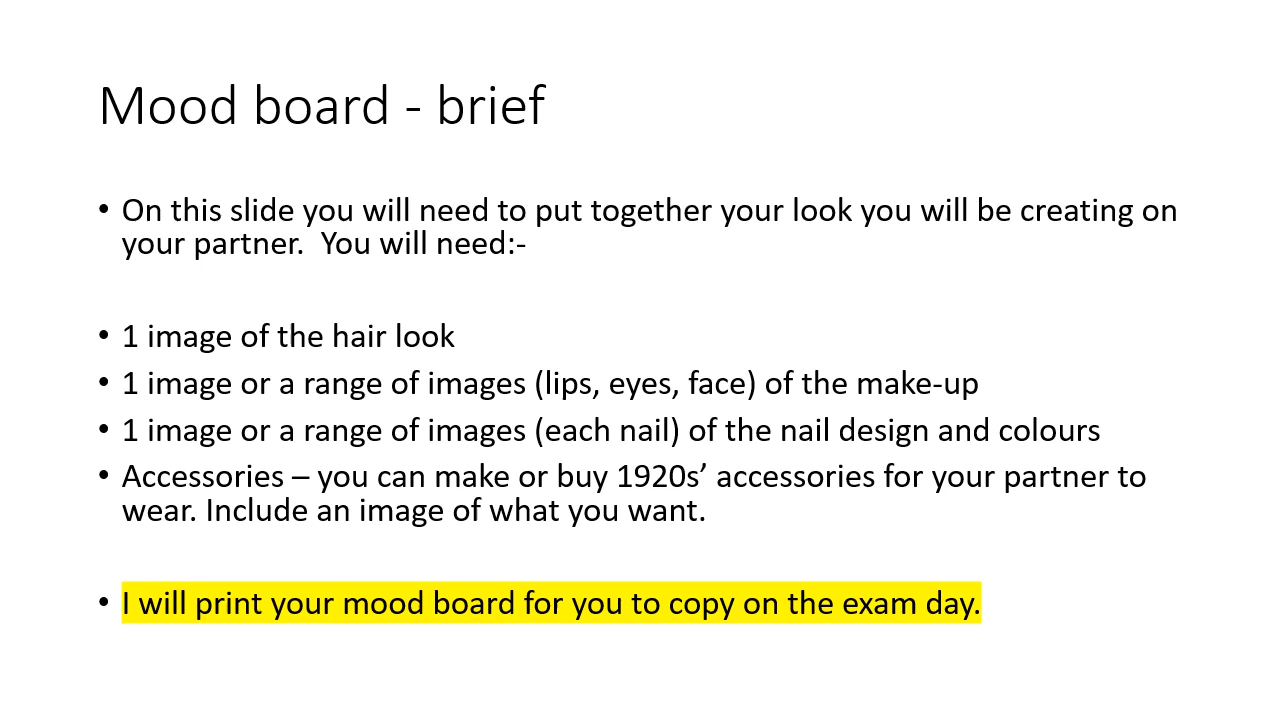 Mood board - brief
• On this slide you will need to put together your look you will be creating on
your partner.  You will need:-
• 1 image of the hair look
• 1 image or a range of images (lips, eyes, face) of the make-up
• 1 image or a range of images (each nail) of the nail design and colours
• Accessories – you can make or buy 1920s’ accessories for your partner to
wear. Include an image of what you want.
• I will print your mood board for you to copy on the exam day.